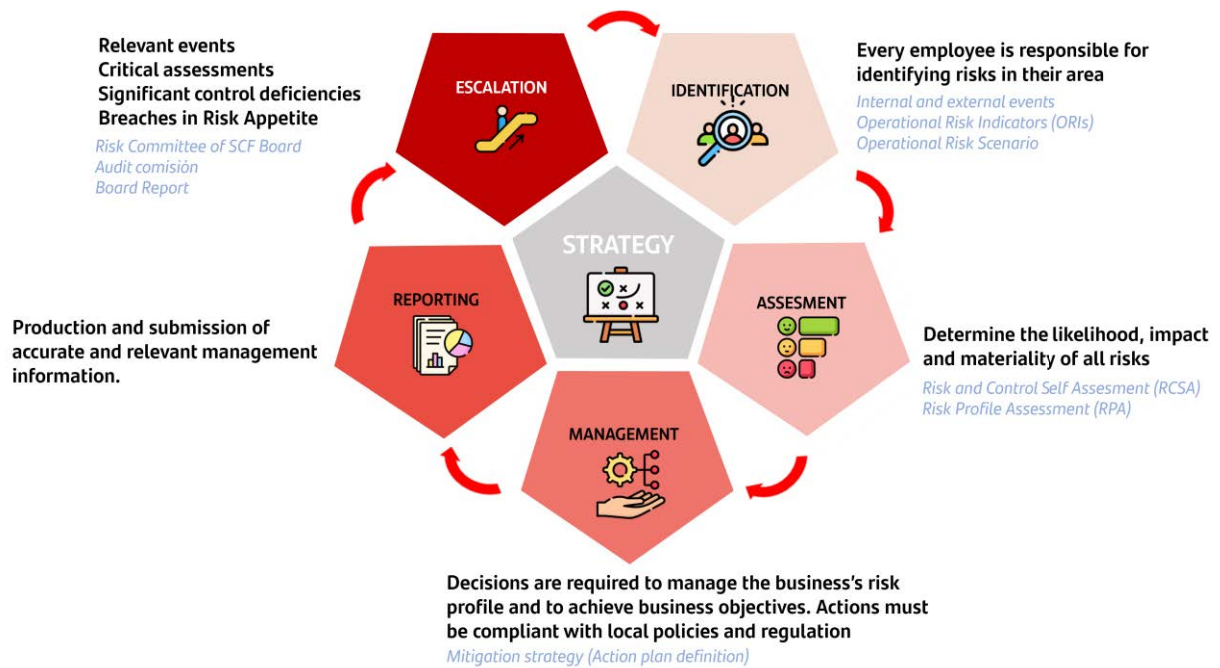 Relevant events
Critical assessments
Significant control deficiencies
Breaches in Risk Appetite
Risk Committee of SCF Board
Audit comisión
Board Report
ESCALATION
IDENTIFICATION
Every employee is responsible for
identifying risks in their area
Internal and external events
Operational Risk Indicators (ORIs)
Operational Risk Scenario
STRATEGY
REPORTING
Production and submission of
accurate and relevant management
information.
ASSESMENT
Determine the likelihood, impact
and materiality of all risks
Risk and Control Self Assesment (RCSA)
Risk Profile Assessment (RPA)
MANAGEMENT
Decisions are required to manage the business’s risk
profile and to achieve business objectives. Actions must
be compliant with local policies and regulation
Mitigation strategy (Action plan definition)